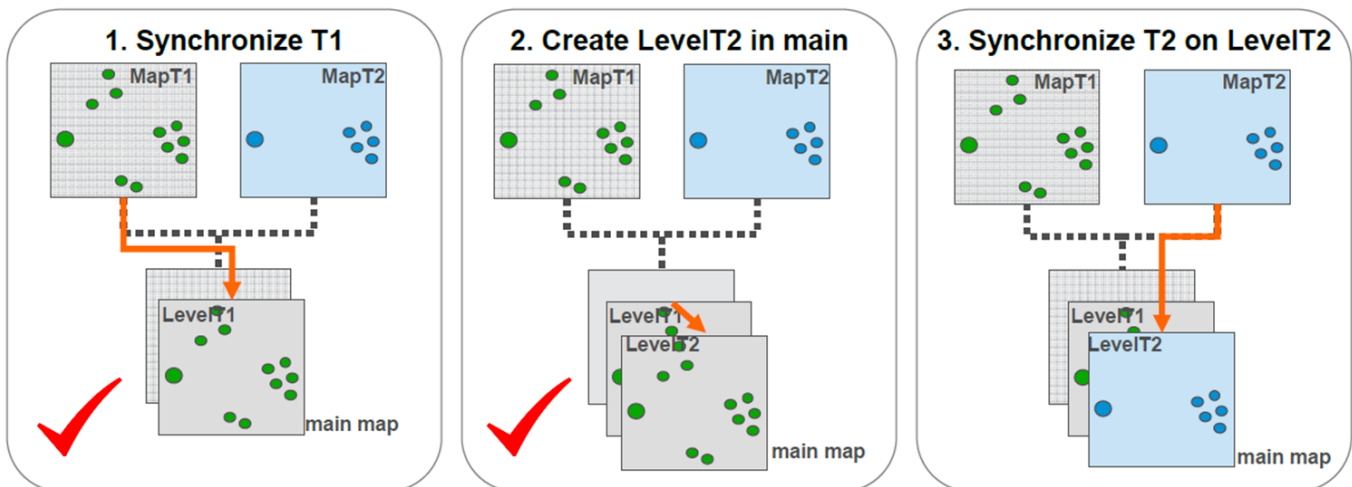 1. Synchronize T1
MapT1
MapT2
LevelT1
main map
2. Create LevelT2 in main
MapT1
MapT2
LevelT1
LevelT2
main map
3. Synchronize T2 on LevelT2
MapT1
MapT2
LevelT1
LevelT2
main map